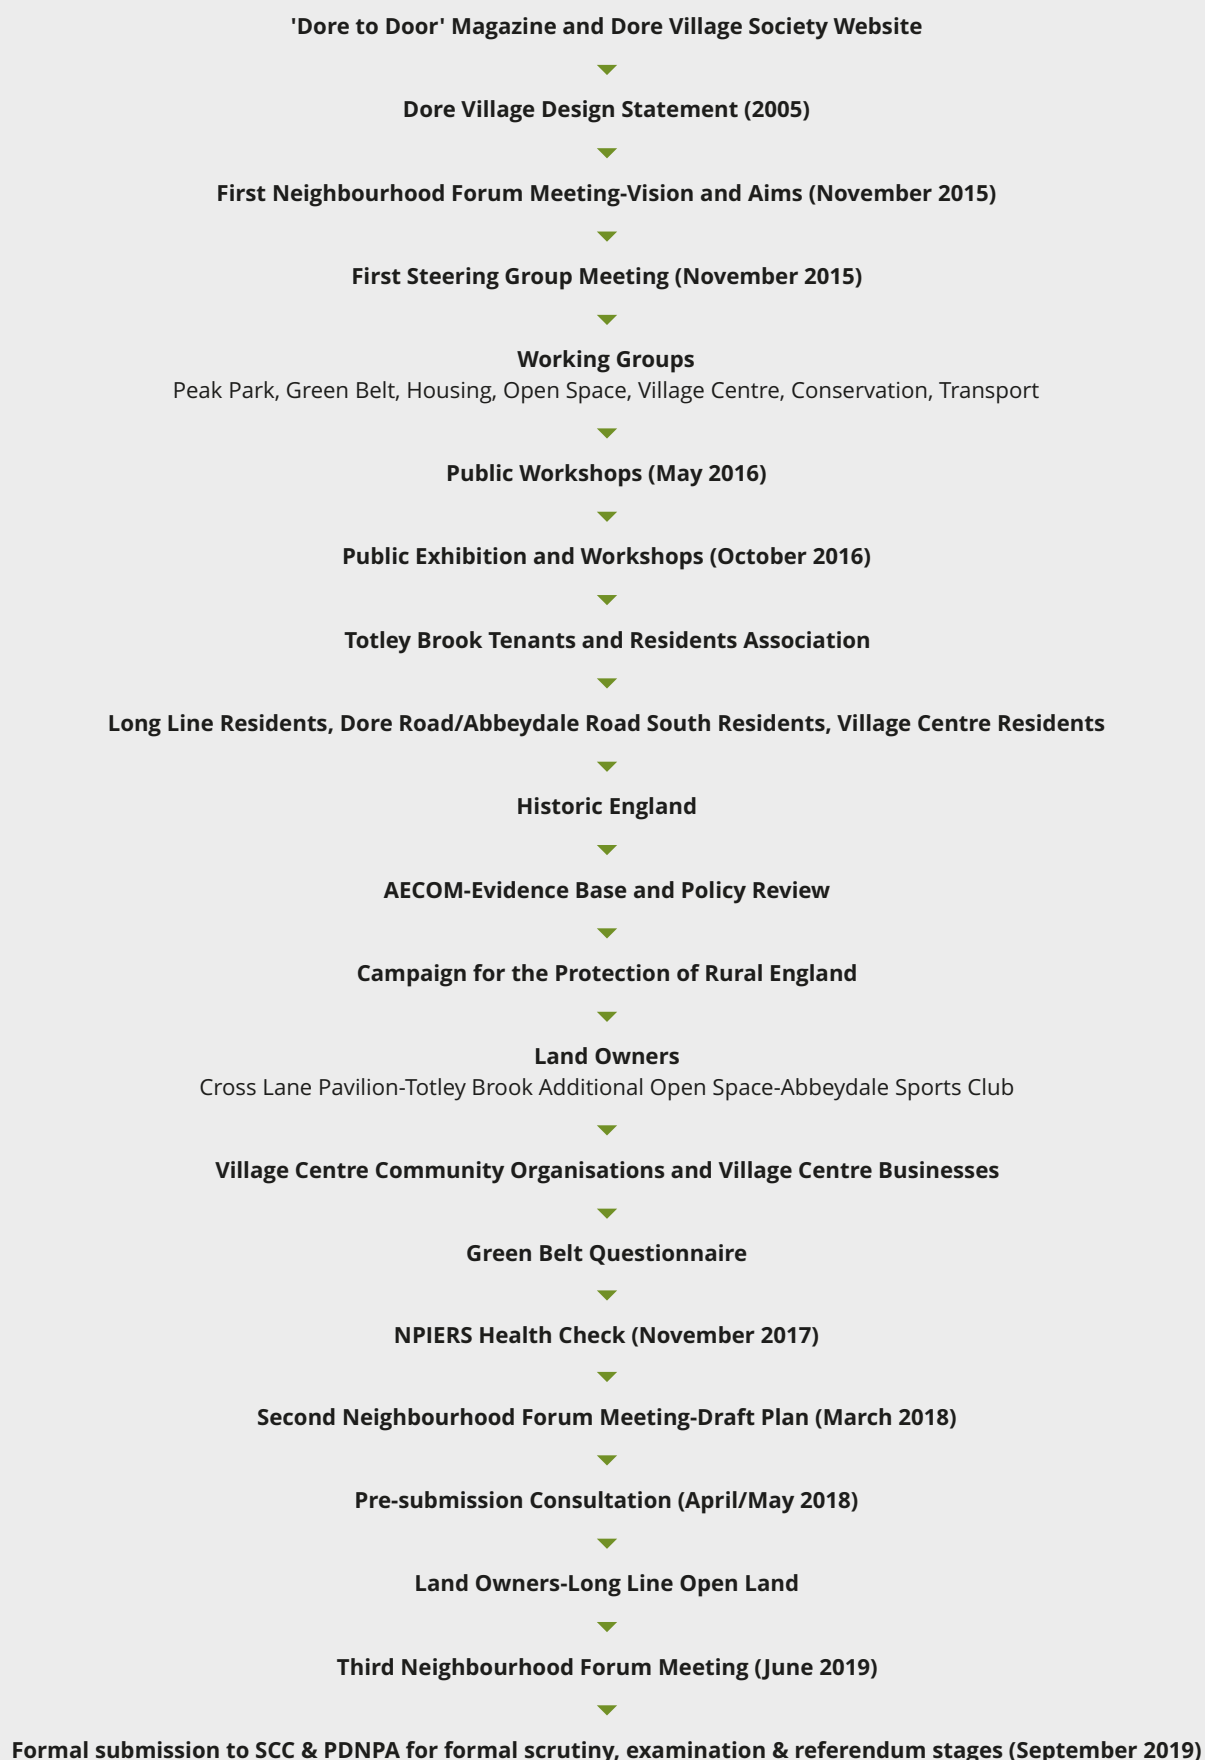 'Dore to Door' Magazine and Dore Village Society Website
Dore Village Design Statement (2005)
First Neighbourhood Forum Meeting-Vision and Aims (November 2015)
First Steering Group Meeting (November 2015)
Working Groups
Peak Park, Green Belt, Housing, Open Space, Village Centre, Conservation, Transport
Public Workshops (May 2016)
Public Exhibition and Workshops (October 2016)
Totley Brook Tenants and Residents Association
Long Line Residents, Dore Road/Abbeydale Road South Residents, Village Centre Residents
Historic England
AECOM-Evidence Base and Policy Review
Campaign for the Protection of Rural England
Land Owners
Cross Lane Pavilion-Totley Brook Additional Open Space-Abbeydale Sports Club
Village Centre Community Organisations and Village Centre Businesses
Green Belt Questionnaire
NPIERS Health Check (November 2017)
Second Neighbourhood Forum Meeting-Draft Plan (March 2018)
Pre-submission Consultation (April/May 2018)
Land Owners-Long Line Open Land
Third Neighbourhood Forum Meeting (June 2019)
Formal submission to SCC & PDNPA for formal scrutiny, examination & referendum stages (September 2019)